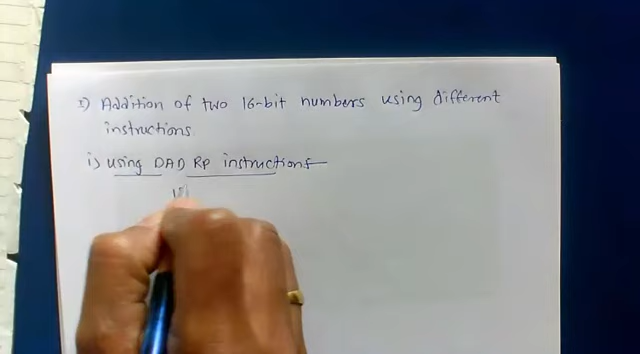 I) Addition of two 16-bit numbers using different
instructions
i) Using DAD RP instructions